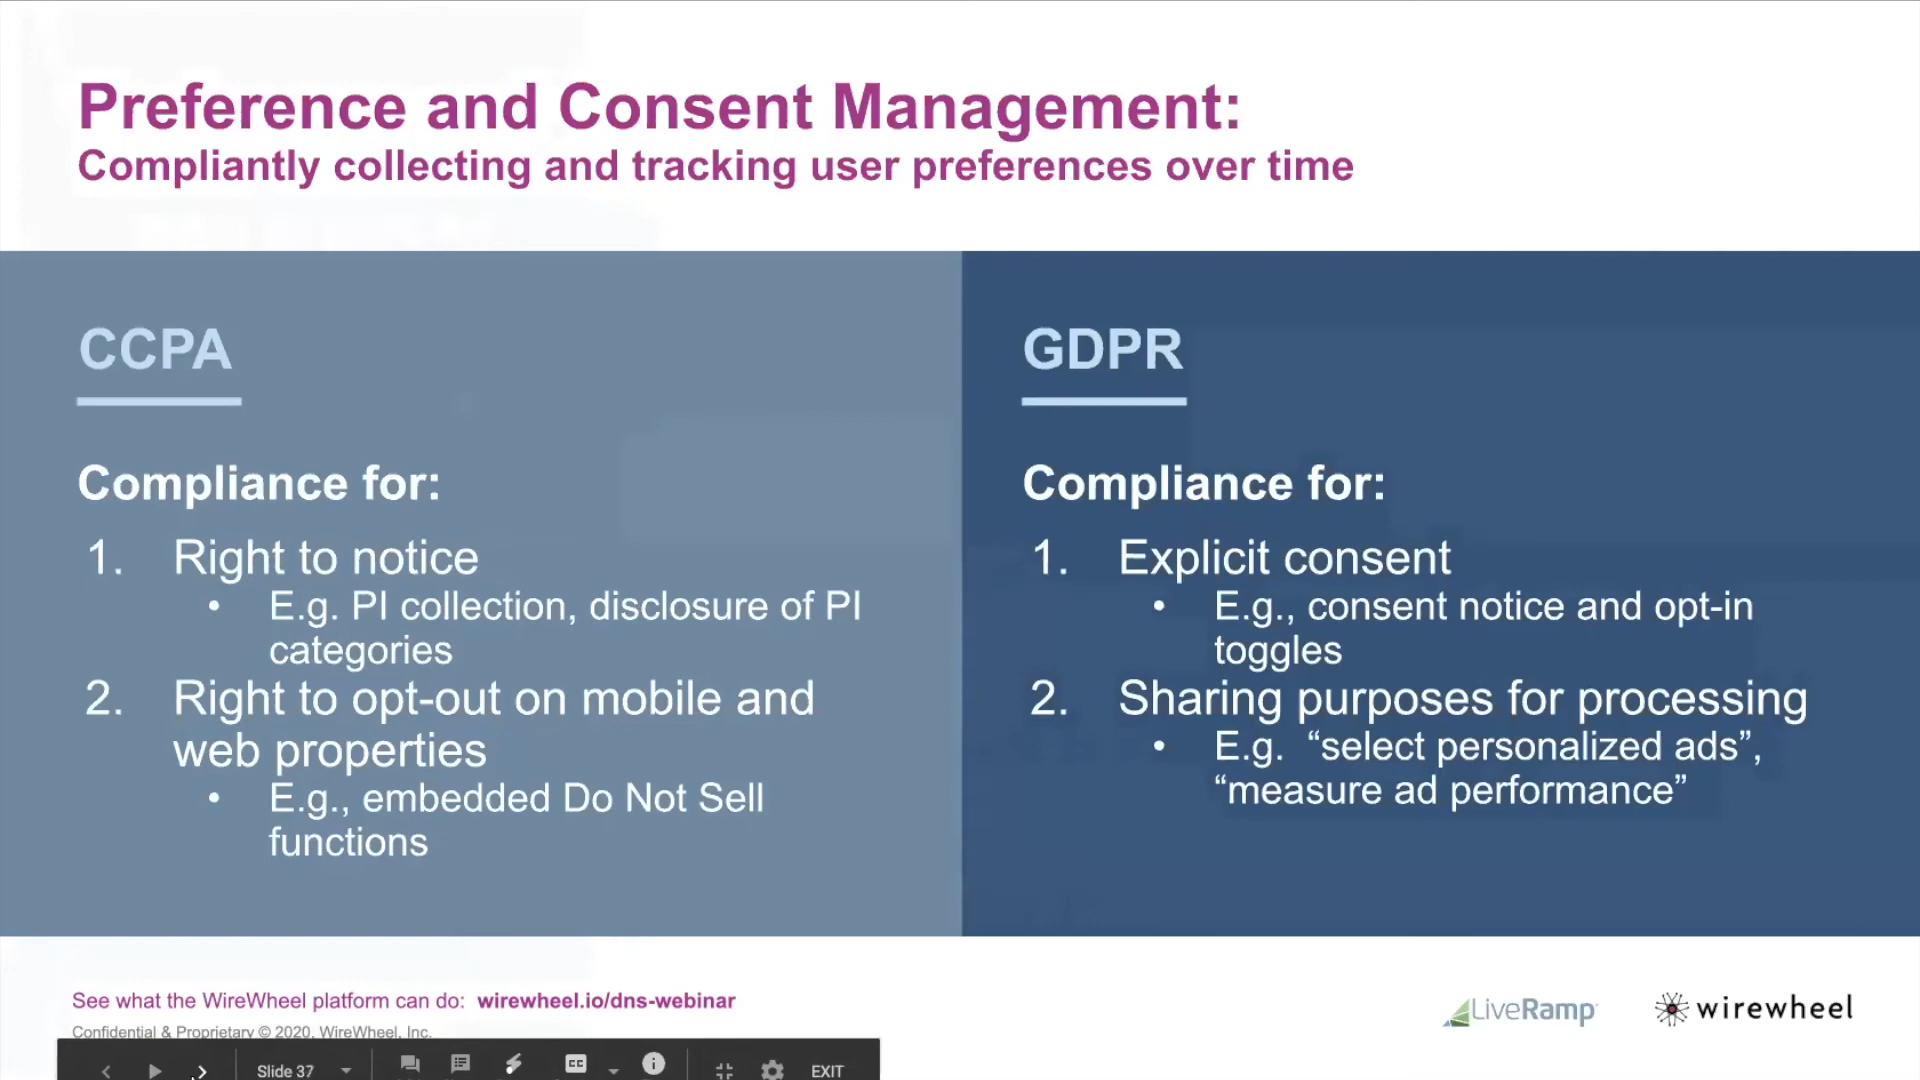 Preference and Consent Management:
Compliantly collecting and tracking user preferences over time
CCPA
Compliance for:
1. Right to notice
• E.g. PI collection, disclosure of PI
categories
2. Right to opt-out on mobile and
web properties
• E.g., embedded Do Not Sell
functions
GDPR
Compliance for:
1. Explicit consent
• E.g., consent notice and opt-in
toggles
2. Sharing purposes for processing
• E.g. “select personalized ads”,
“measure ad performance”
See what the WireWheel platform can do: wirewheel.io/dns-webinar
Confidential & Proprietary © 2020, WireWheel, Inc.
LiveRamp
wirewheel
Slide 37
CC
EXIT